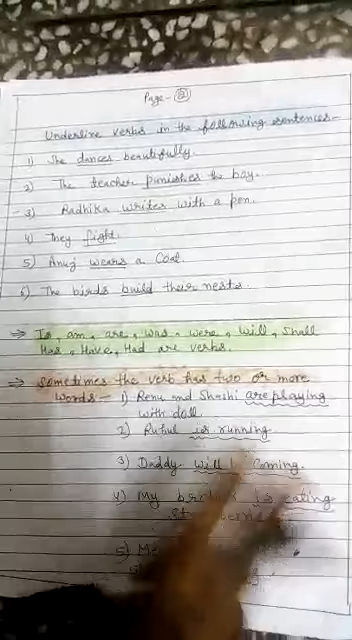 Page - 2
Underline verbs in the following sentences -
1) She dances beautifully.
2) The teacher punishes the boy.
3) Radhika writes with a pen.
4) They fight.
5) Anuj wears a Coat.
6) The birds build their nests.
⇒ Is, am, are, was, were, will, shall
Has, Have, Had are verbs.
⇒ Sometimes the verb has two or more
words - 1) Renu and Shashi are playing
with doll.
2) Rahul is running
3) Daddy will coming.
4) My is eating
5)